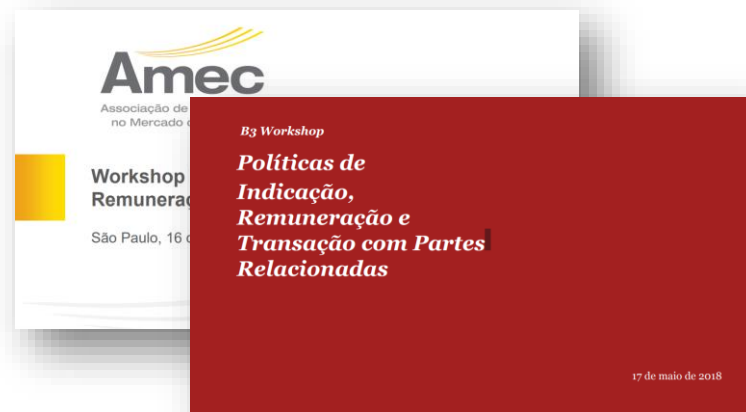 Amec
Associação de
no Mercado
Workshop
Remuneraç
São Paulo, 16
B3 Workshop
Políticas de
Indicação,
Remuneração e
Transação com Partes
Relacionadas
17 de maio de 2018